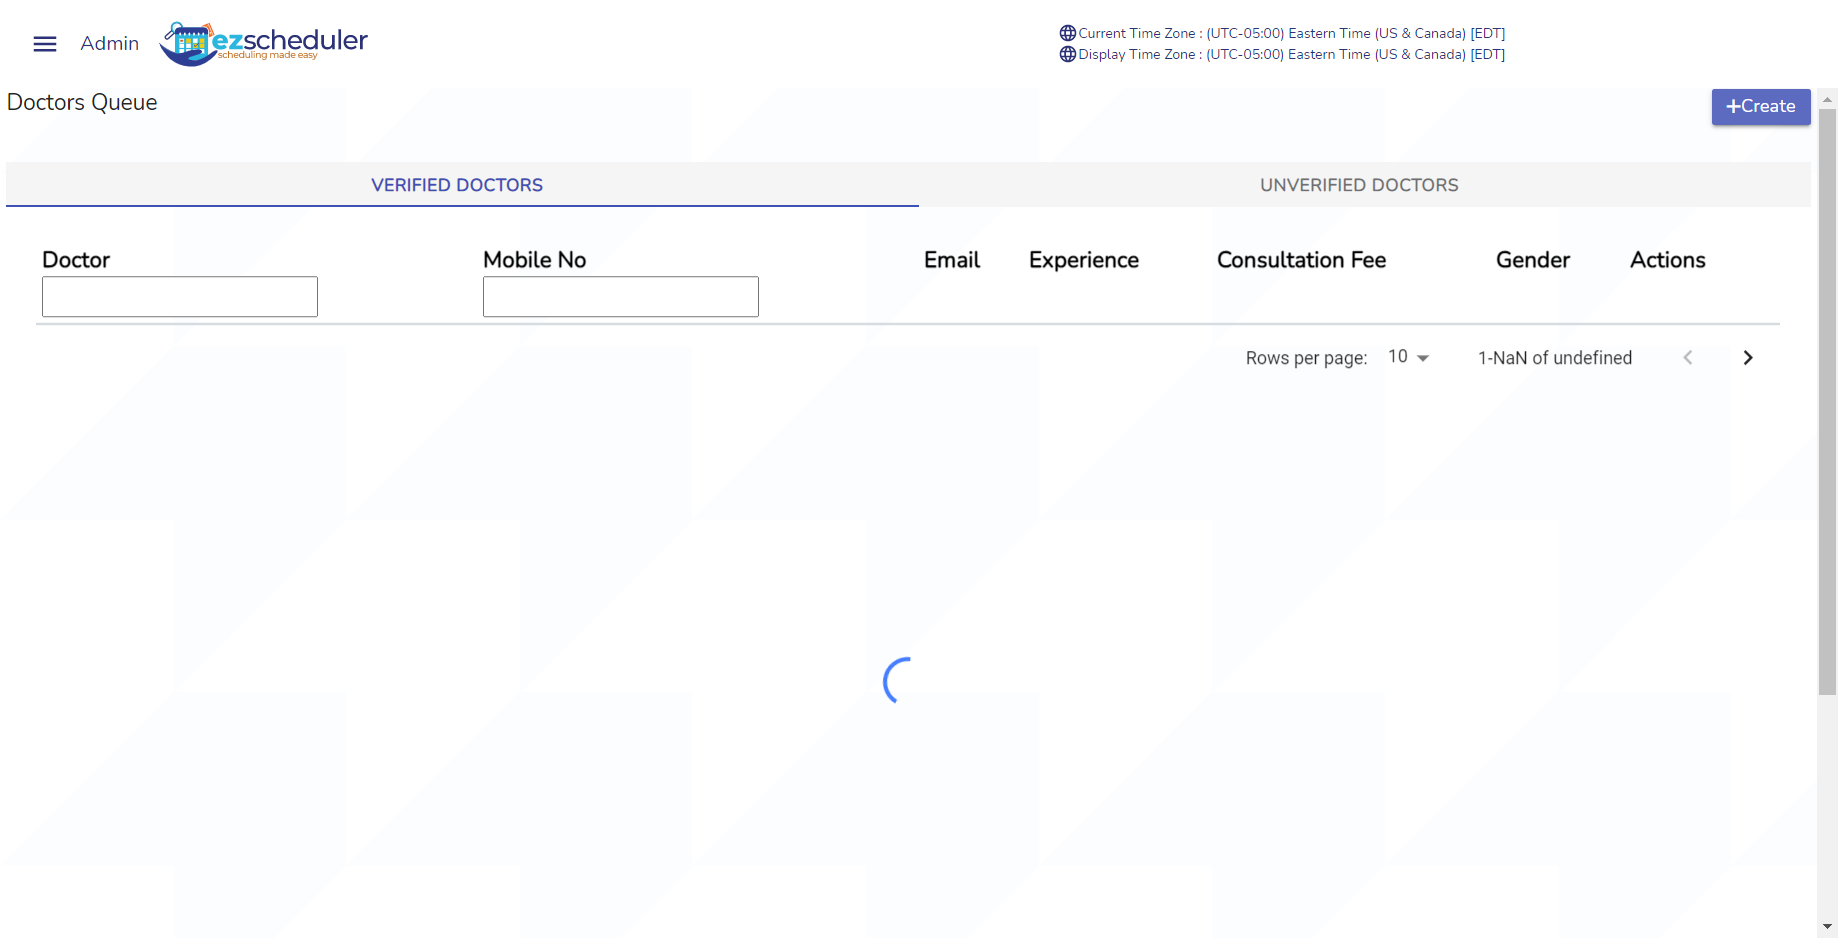 Admin
ezscheduler
scheduling made easy
Current Time Zone : (UTC-05:00) Eastern Time (US & Canada) [EDT]
Display Time Zone : (UTC-05:00) Eastern Time (US & Canada) [EDT]
Doctors Queue
+Create
VERIFIED DOCTORS
UNVERIFIED DOCTORS
Doctor Mobile No Email Experience Consultation Fee Gender Actions
Rows per page: 10 1-NaN of undefined